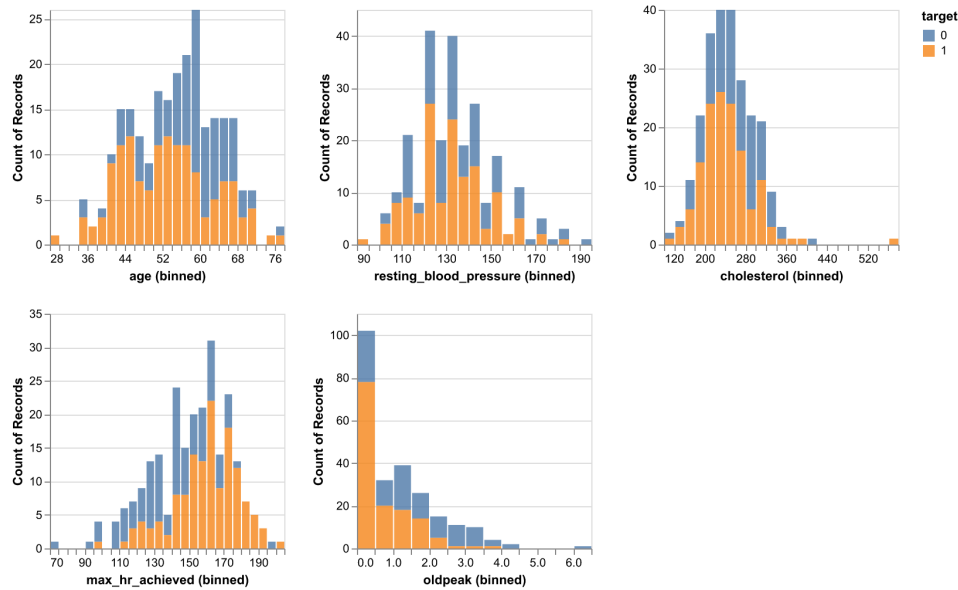 25
20
15
10
5
0
Count of Records
28 36 44 52 60 68 76
age (binned)
40
30
20
10
0
Count of Records
90 110 130 150 170 190
resting_blood_pressure (binned)
40
30
20
10
0
Count of Records
120 200 280 360 440 520
cholesterol (binned)
target
0
1
35
30
25
20
15
10
5
0
Count of Records
70 90 110 130 150 170 190
max_hr_achieved (binned)
100
80
60
40
20
0
Count of Records
0.0 1.0 2.0 3.0 4.0 5.0 6.0
oldpeak (binned)